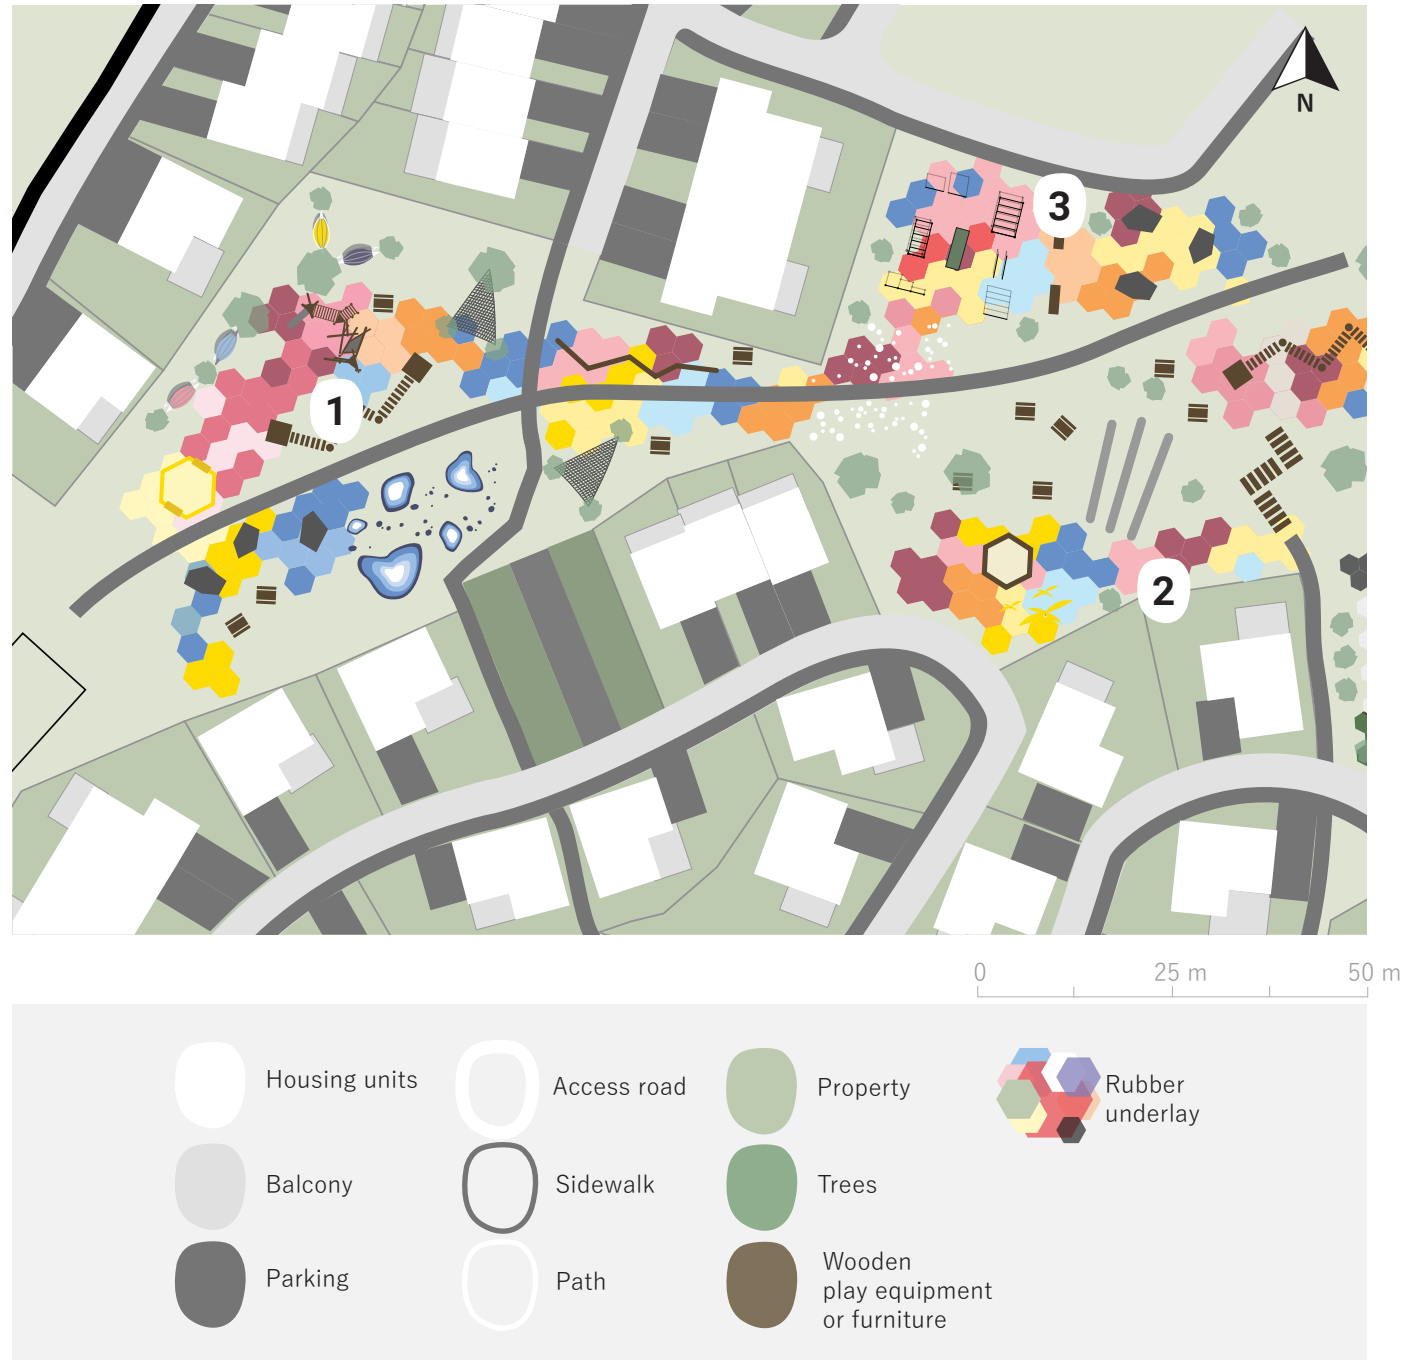 N
3
1
2
0 25 m 50 m
Housing units
Access road
Property
Rubber
underlay
Balcony
Sidewalk
Trees
Parking
Path
Wooden
play equipment
or furniture